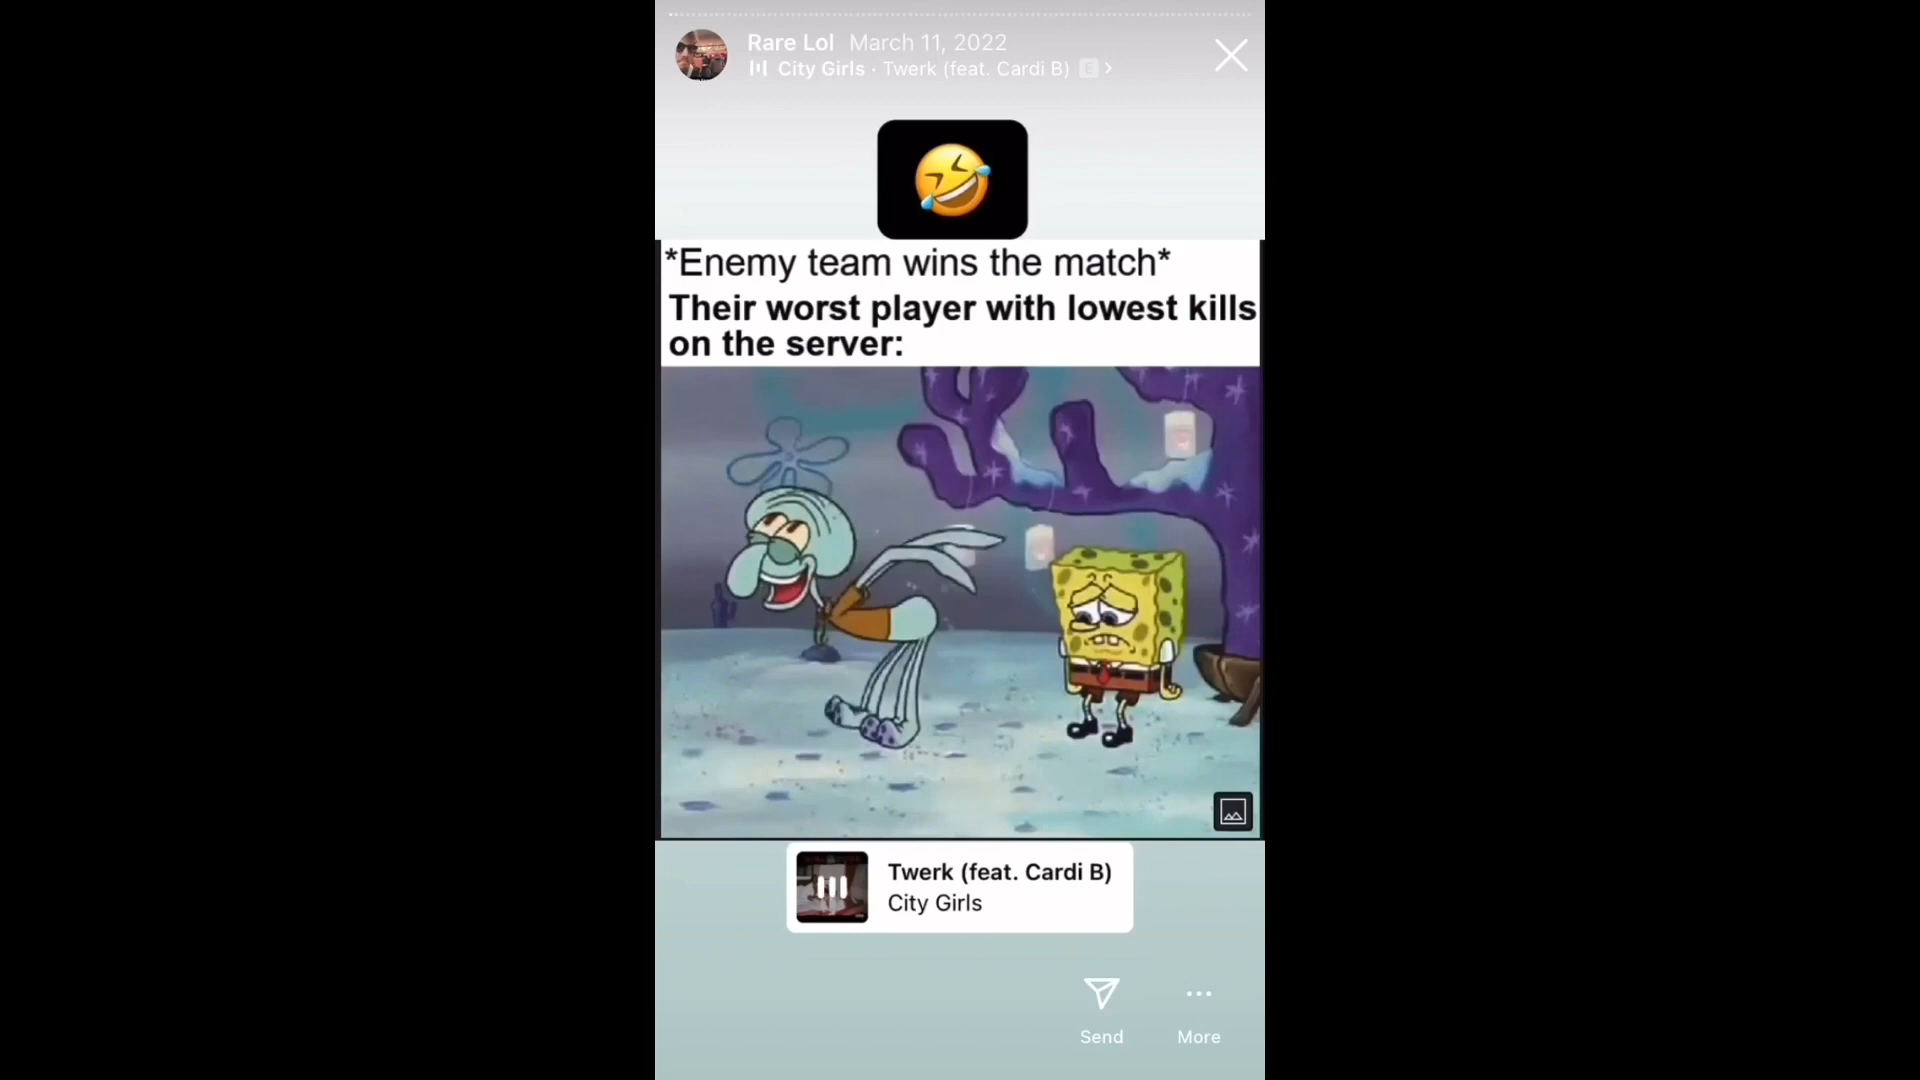 Rare Lol March 11, 2022
City Girls · Twerk (feat. Cardi B) E
*Enemy team wins the match*
Their worst player with lowest kills
on the server:
Twerk (feat. Cardi B)
City Girls
Send More